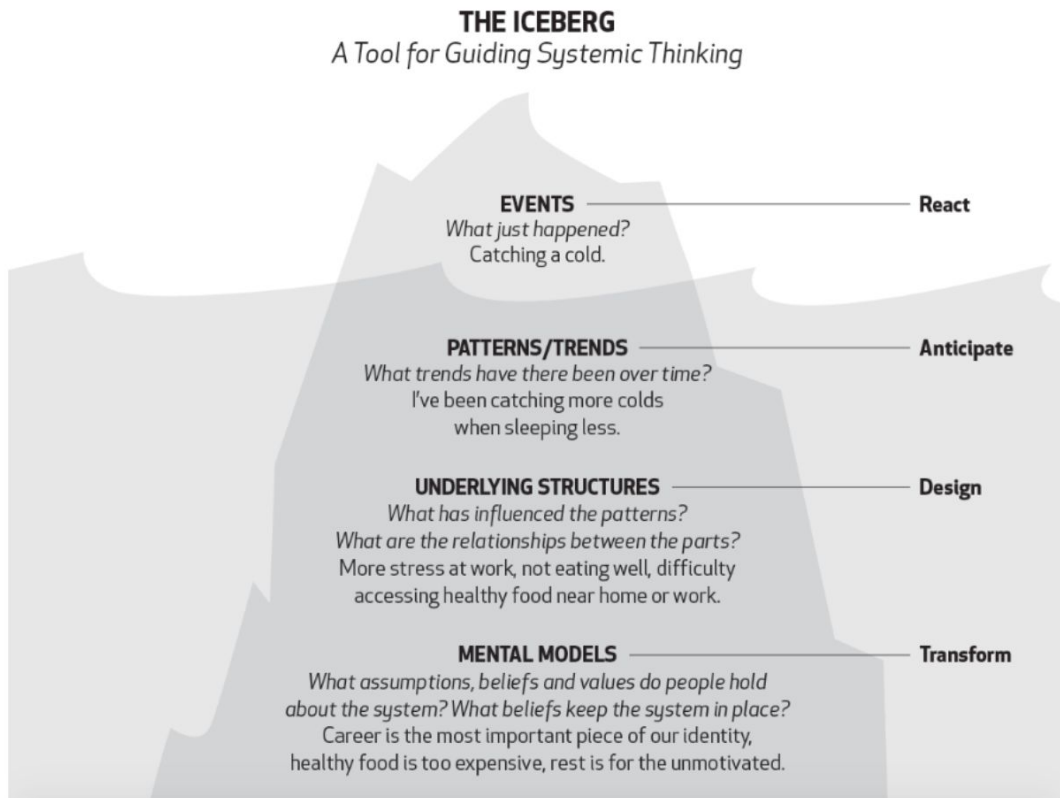 THE ICEBERG
A Tool for Guiding Systemic Thinking
EVENTS React
What just happened?
Catching a cold.
PATTERNS/TRENDS Anticipate
What trends have there been over time?
I've been catching more colds
when sleeping less.
UNDERLYING STRUCTURES Design
What has influenced the patterns?
What are the relationships between the parts?
More stress at work, not eating well, difficulty
accessing healthy food near home or work.
MENTAL MODELS Transform
What assumptions, beliefs and values do people hold
about the system? What beliefs keep the system in place?
Career is the most important piece of our identity,
healthy food is too expensive, rest is for the unmotivated.